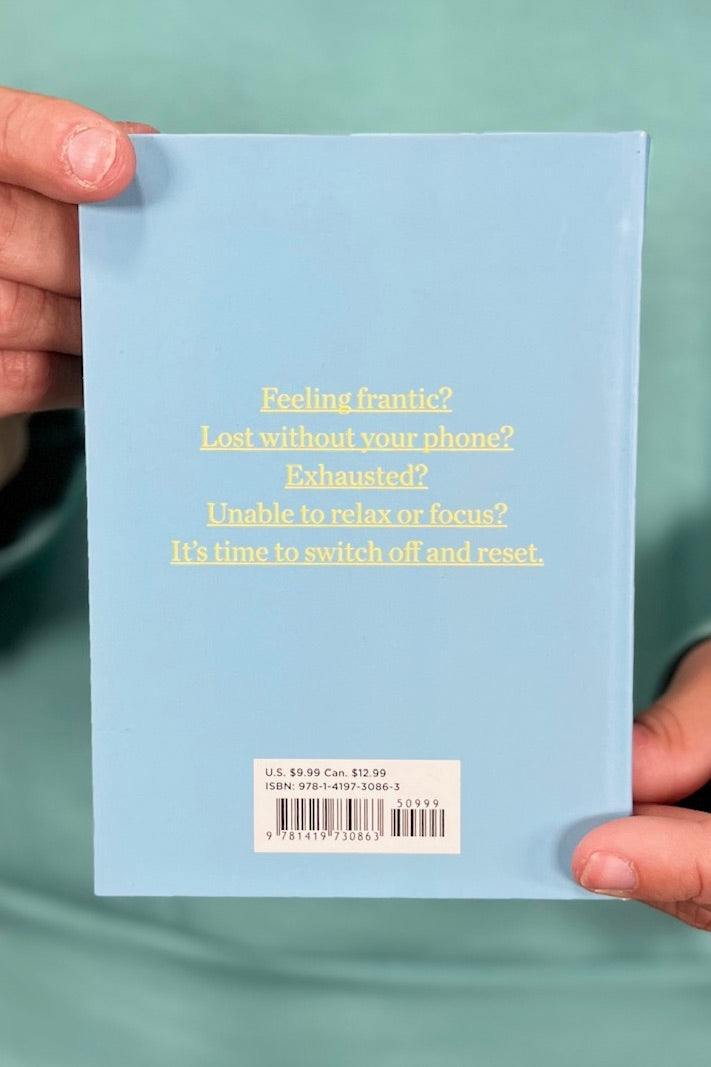 Feeling frantic?
Lost without your phone?
Exhausted?
Unable to relax or focus?
It's time to switch off and reset.
U.S. $9.99 Can. $12.99
ISBN: 978-1-4197-3086-3
50999
9 781419 730863